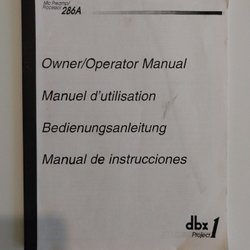 Mic Preamp/
Processor 286A
Owner/Operator Manual
Manuel d'utilisation
Bedienungsanleitung
Manual de instrucciones
dbx
Project 1